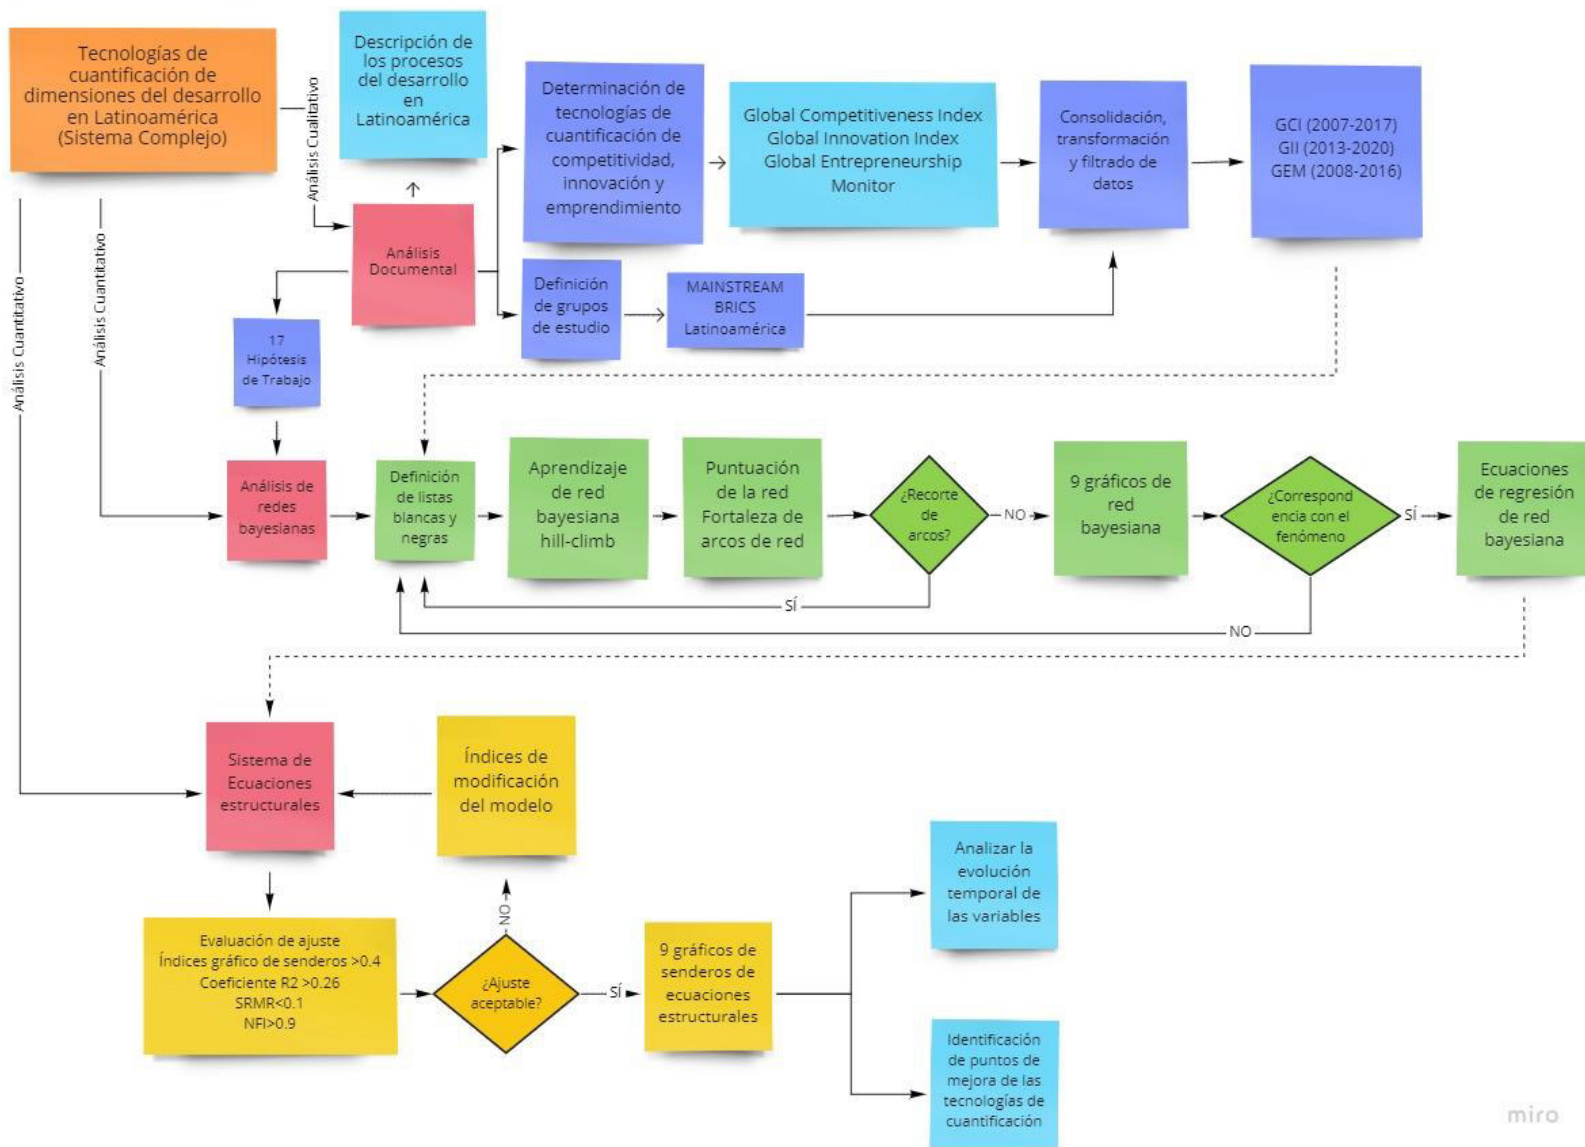 Tecnologías de
cuantificación de
dimensiones del desarrollo
en Latinoamérica
(Sistema Complejo)
Análisis Cualitativo
Descripción de
los procesos
del desarrollo
en
Latinoamérica
Determinación de
tecnologías de
cuantificación de
competitividad,
innovación y
emprendimiento
Global Competitiveness Index
Global Innovation Index
Global Entrepreneurship
Monitor
Consolidación,
transformación
y filtrado de
datos
GCI (2007-2017)
GII (2013-2020)
GEM (2008-2016)
Análisis
Documental
Definición
de grupos
de estudio
MAINSTREAM
BRICS
Latinoamérica
Análisis Cuantitativo
Análisis Cuantitativo
17
Hipótesis
de Trabajo
Análisis de
redes
bayesianas
Definición
de listas
blancas y
negras
Aprendizaje
de red
bayesiana
hill-climb
Puntuación
de la red
Fortaleza de
arcos de red
¿Recorte
de
arcos?
NO
9 gráficos de
red
bayesiana
¿Correspond
encia con el
fenómeno
SÍ
Ecuaciones
de regresión
de red
bayesiana
SÍ
NO
Sistema de
Ecuaciones
estructurales
Índices de
modificación
del modelo
NO
Evaluación de ajuste
Índices gráfico de senderos >0.4
Coeficiente R2 >0.26
SRMR<0.1
NFI>0.9
¿Ajuste
aceptable?
SÍ
9 gráficos de
senderos de
ecuaciones
estructurales
Analizar la
evolución
temporal de
las variables
Identificación
de puntos de
mejora de las
tecnologías de
cuantificación
miro